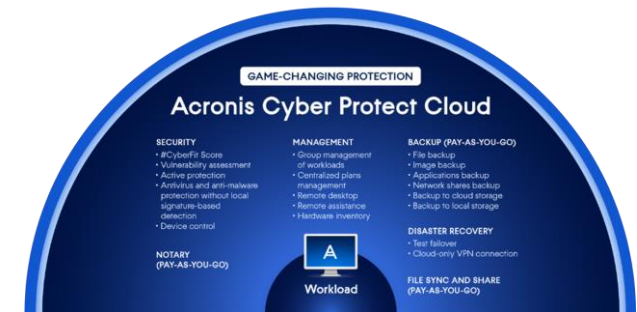 GAME-CHANGING PROTECTION
Acronis Cyber Protect Cloud
SECURITY
• #CyberFit Score
• Vulnerability assessment
• Active protection
• Antivirus and anti-malware
protection without local
signature-based
detection
• Device control
NOTARY
(PAY-AS-YOU-GO)
MANAGEMENT
• Group management
of workloads
• Centralized plans
management
• Remote desktop
• Remote assistance
• Hardware inventory
BACKUP (PAY-AS-YOU-GO)
• File backup
• Image backup
• Applications backup
• Network shares backup
• Backup to cloud storage
• Backup to local storage
DISASTER RECOVERY
• Test failover
• Cloud-only VPN connection
FILE SYNC AND SHARE
(PAY-AS-YOU-GO)
A
Workload